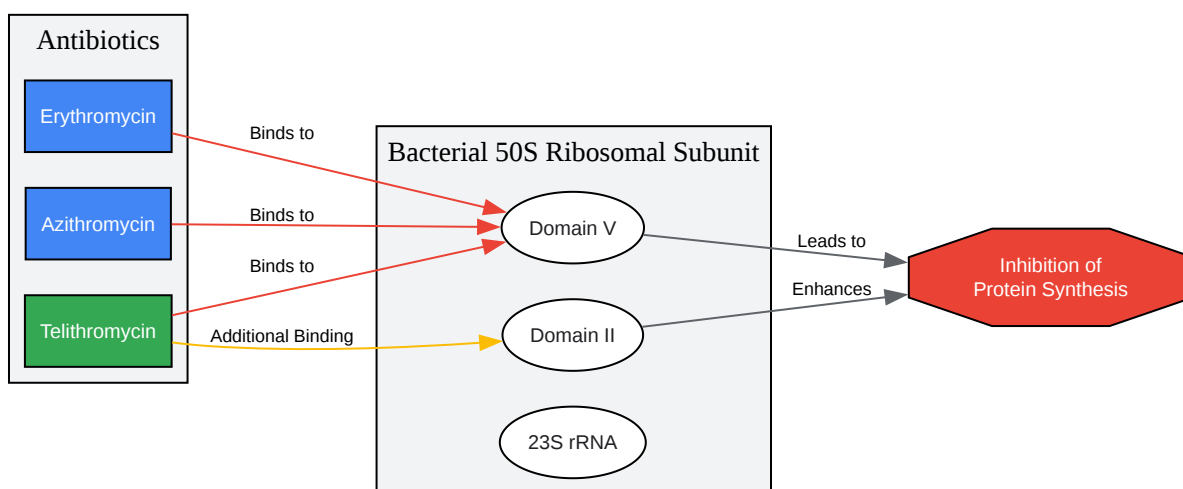 Antibiotics
Erythromycin
Azithromycin
Telithromycin
Binds to
Binds to
Binds to
Additional Binding
Bacterial 50S Ribosomal Subunit
Domain V
Domain II
23S rRNA
Leads to
Enhances
Inhibition of
Protein Synthesis